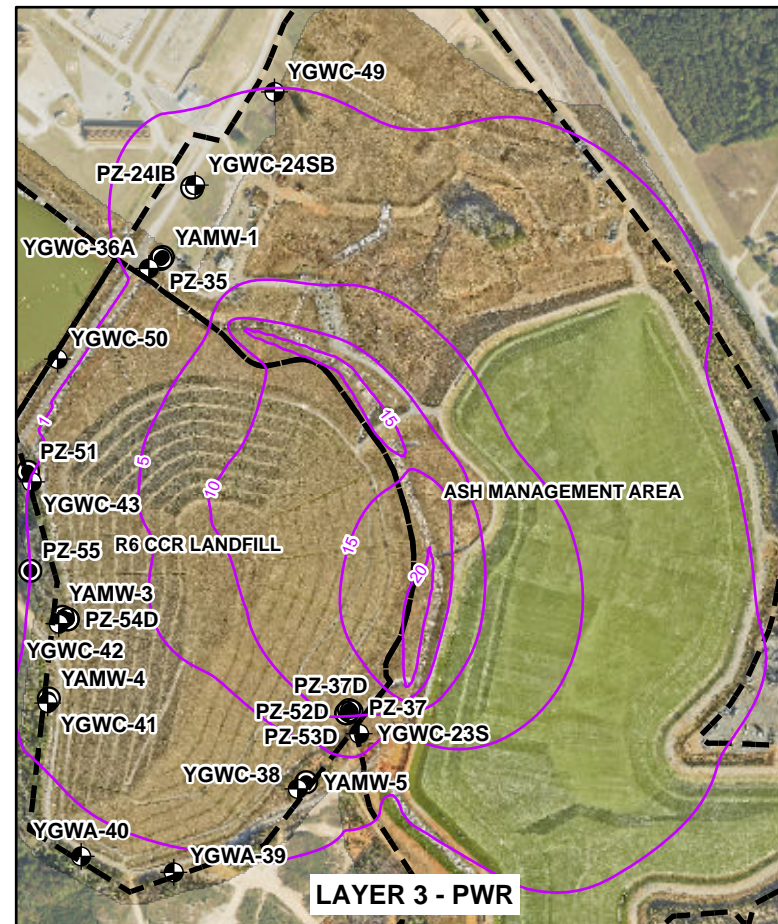 YGWC-49
PZ-24IB
YGWC-24SB
YGWC-36A
YAMW-1
PZ-35
YGWC-50
1
5
10
15
PZ-51
YGWC-43
ASH MANAGEMENT AREA
R6 CCR LANDFILL
15
20
PZ-55
YAMW-3
PZ-54D
YGWC-42
YAMW-4
YGWC-41
PZ-37D
PZ-52D
PZ-37
PZ-53D
YGWC-23S
YGWC-38
YAMW-5
YGWA-40
YGWA-39
LAYER 3 - PWR